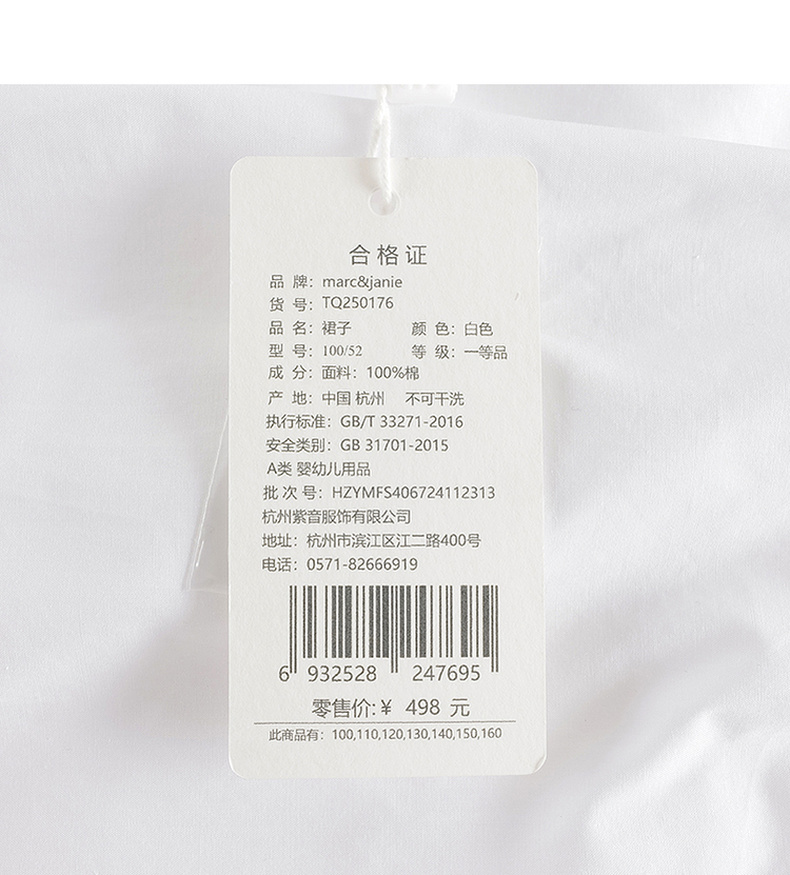 合格证
品 牌：marc&janie
货 号：TQ250176
品 名：裙子 颜 色：白色
型 号：100/52 等 级：一等品
成 分：面料：100%棉
产 地：中国 杭州 不可干洗
执行标准：GB/T 33271-2016
安全类别：GB 31701-2015
A类 婴幼儿用品
批 次 号：HZYMFS406724112313
杭州紫音服饰有限公司
地址：杭州市滨江区江二路400号
电话：0571-82666919
6 932528 247695
零售价:¥ 498 元
此商品有：100,110,120,130,140,150,160